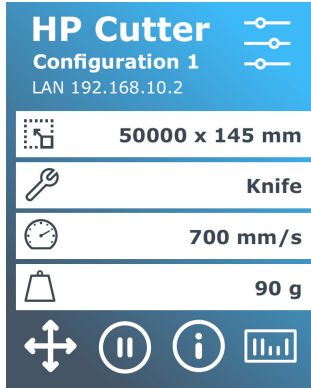 HP Cutter
Configuration 1
LAN 192.168.10.2
50000 x 145 mm
Knife
700 mm/s
90 g